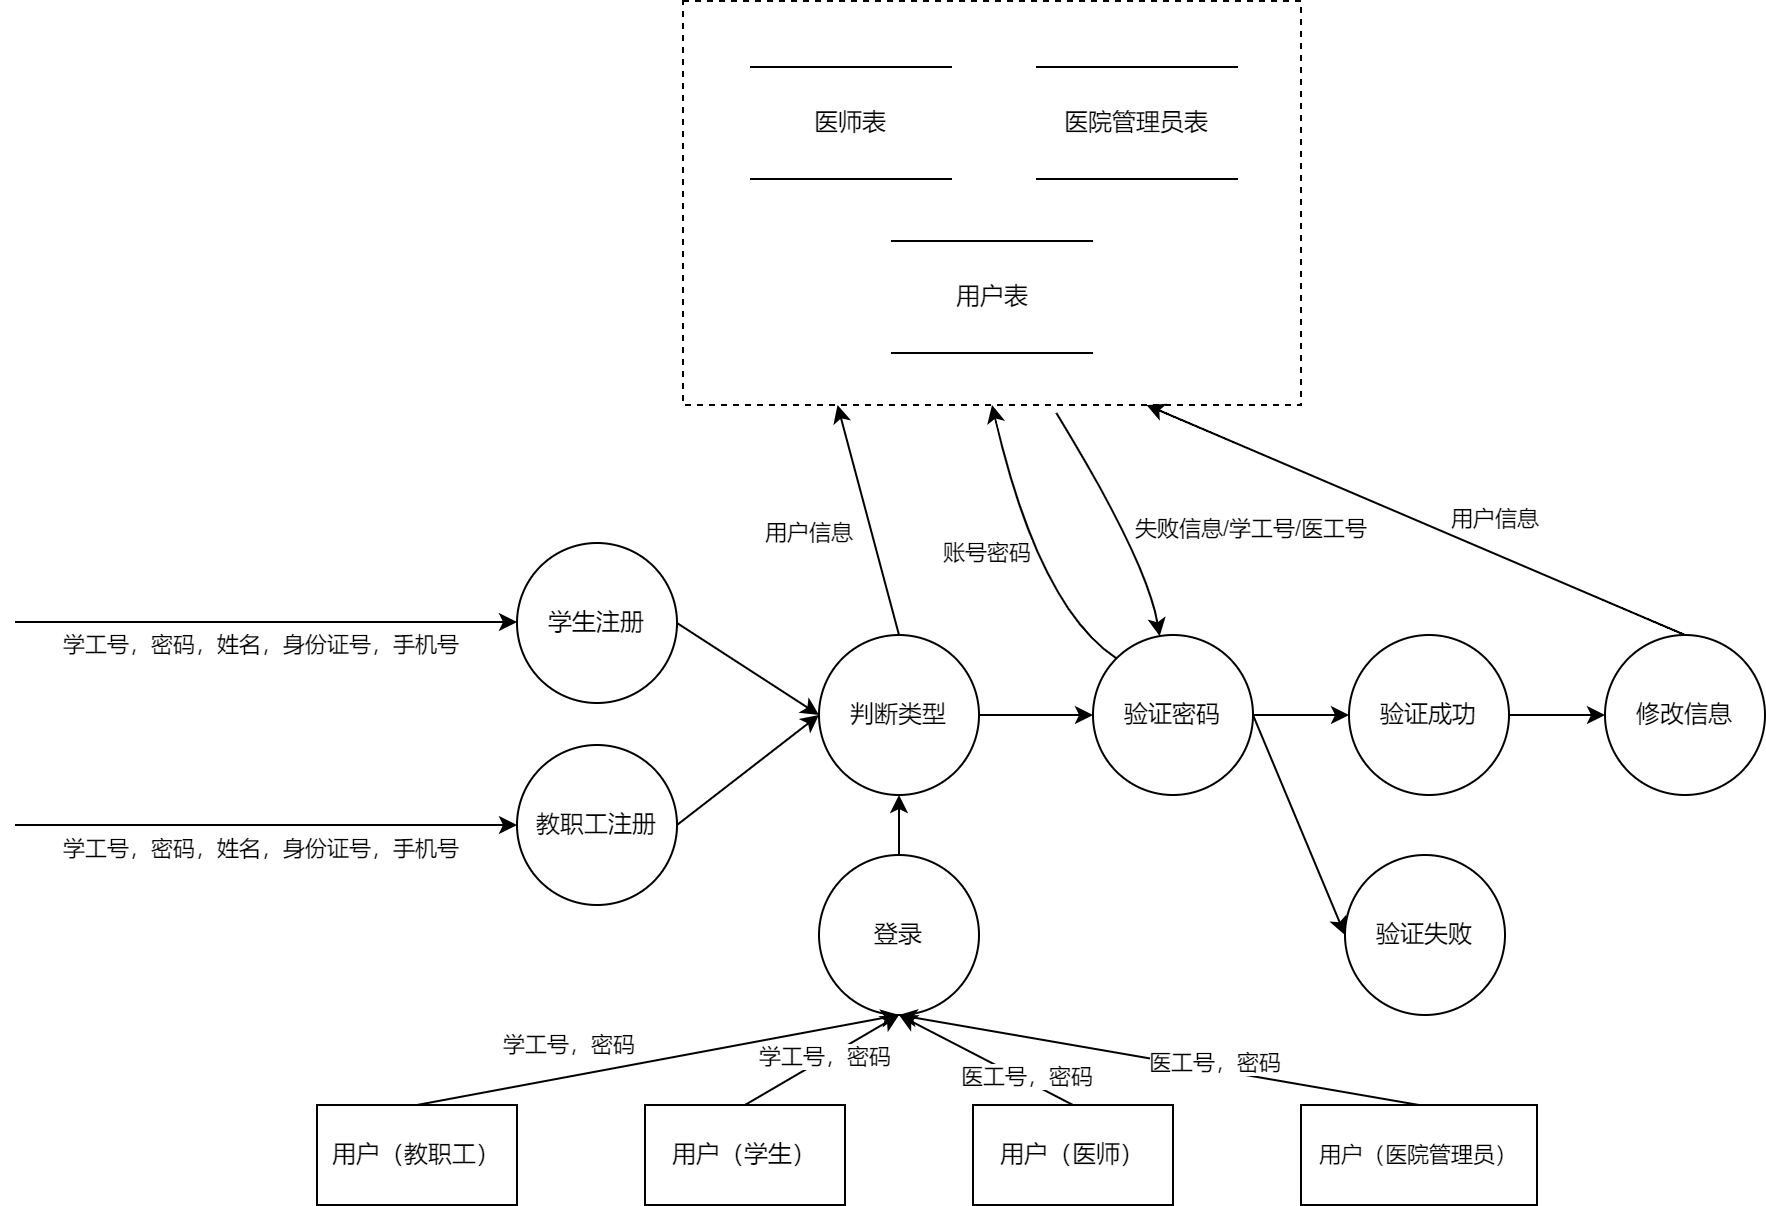 医师表
医院管理员表
用户表
用户信息
账号密码
失败信息/学工号/医工号
用户信息
学生注册
学工号，密码，姓名，身份证号，手机号
判断类型
验证密码
验证成功
修改信息
教职工注册
学工号，密码，姓名，身份证号，手机号
登录
验证失败
学工号，密码
学工号，密码
医工号，密码
医工号，密码
用户（教职工）
用户（学生）
用户（医师）
用户（医院管理员）